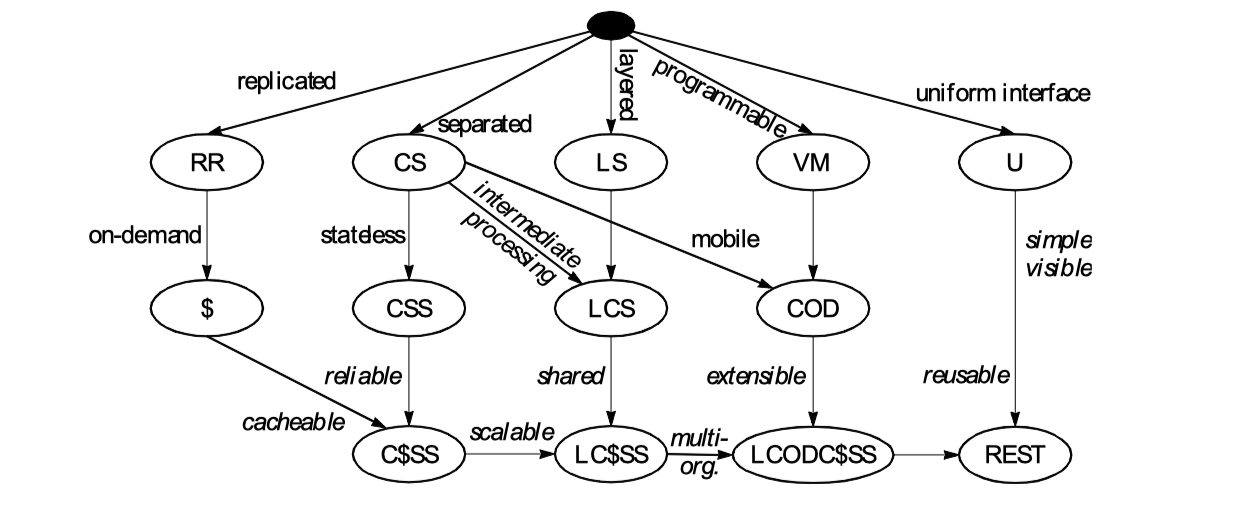 replicated
layered
programmable
uniform interface
separated
RR
CS
LS
VM
U
on-demand
stateless
intermediate
processing
mobile
simple
visible
$
CSS
LCS
COD
reliable
shared
extensible
reusable
cacheable
scalable
multi-
org.
C$SS
LC$SS
LCODC$SS
REST